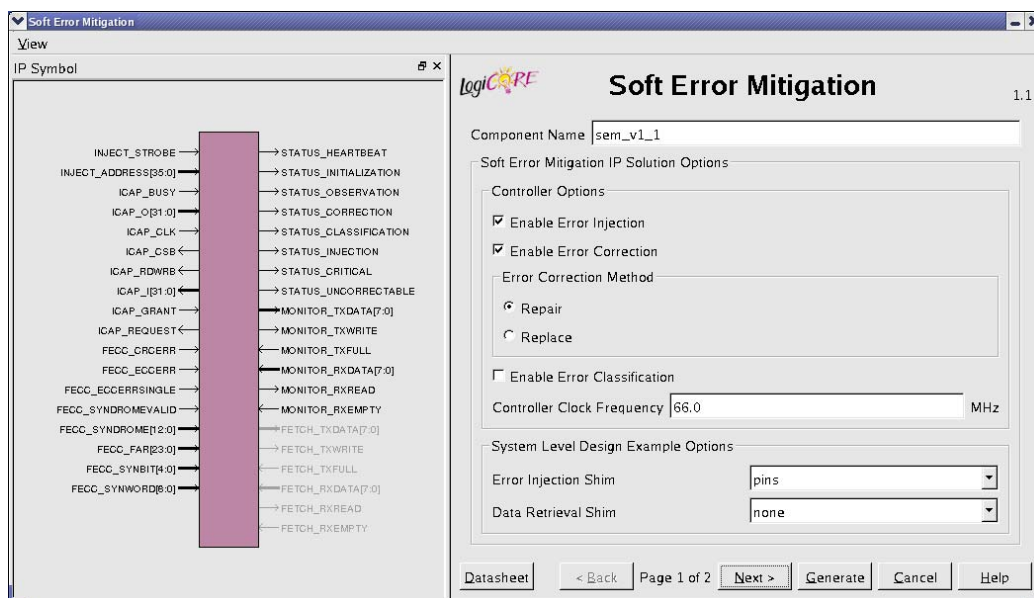 Soft Error Mitigation
View
IP Symbol
INJECT_STROBE
INJECT_ADDRESS[35:0]
ICAP_BUSY
ICAP_O[31:0]
ICAP_CLK
ICAP_CSB
ICAP_RDWRB
ICAP_I[31:0]
ICAP_GRANT
ICAP_REQUEST
FECC_CRCERR
FECC_ECCERR
FECC_ECCERRSINGLE
FECC_SYNDROMEVALID
FECC_SYNDROME[12:0]
FECC_FAR[23:0]
FECC_SYNBIT[4:0]
FECC_SYNWORD[6:0]
STATUS_HEARTBEAT
STATUS_INITIALIZATION
STATUS_OBSERVATION
STATUS_CORRECTION
STATUS_CLASSIFICATION
STATUS_INJECTION
STATUS_CRITICAL
STATUS_UNCORRECTABLE
MONITOR_TXDATA[7:0]
MONITOR_TXWRITE
MONITOR_TXFULL
MONITOR_RXDATA[7:0]
MONITOR_RXREAD
MONITOR_RXEMPTY
FETCH_TXDATA[7:0]
FETCH_TXWRITE
FETCH_TXFULL
FETCH_RXDATA[7:0]
FETCH_RXREAD
FETCH_RXEMPTY
LogiCORE
Soft Error Mitigation
1.1
Component Name sem_v1_1
Soft Error Mitigation IP Solution Options
Controller Options
Enable Error Injection
Enable Error Correction
Error Correction Method
Repair
Replace
Enable Error Classification
Controller Clock Frequency 66.0 MHz
System Level Design Example Options
Error Injection Shim pins
Data Retrieval Shim none
Datasheet < Back Page 1 of 2 Next > Generate Cancel Help